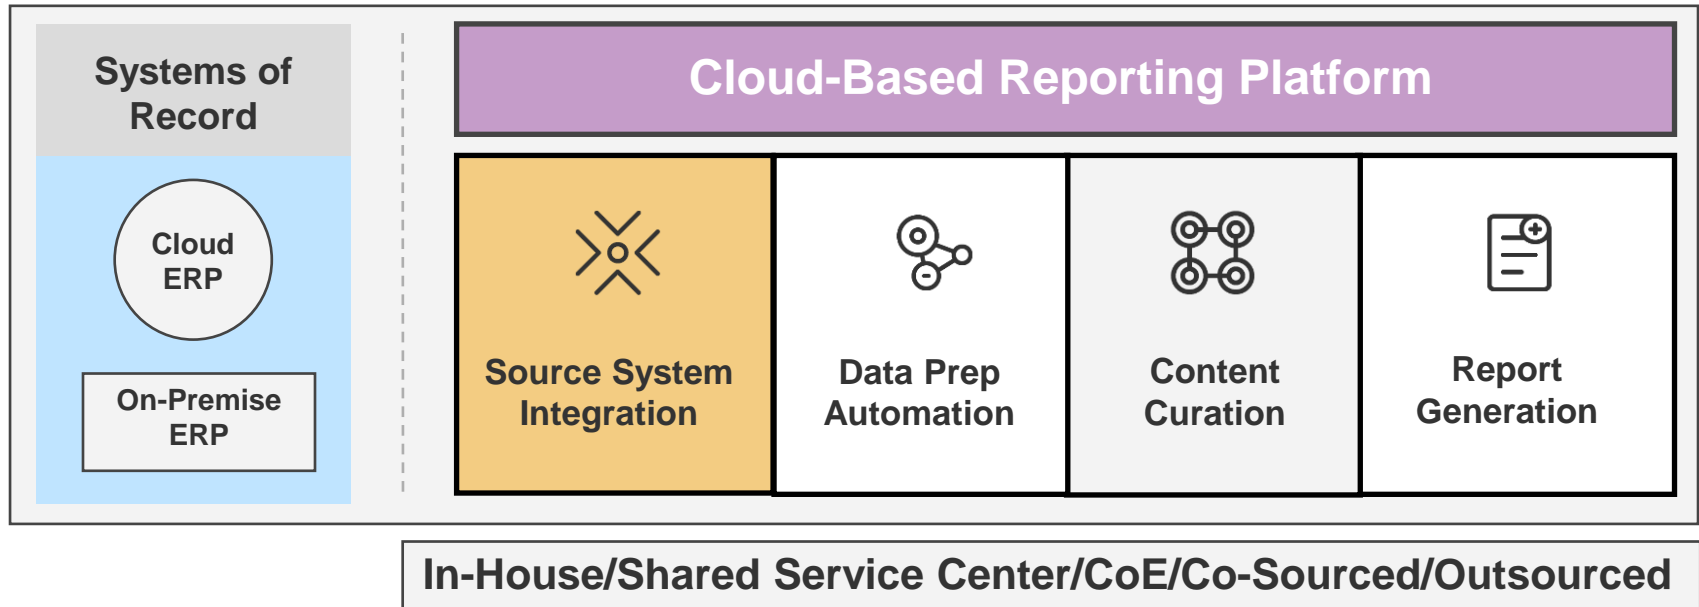 Systems of
Record
Cloud
ERP
On-Premise
ERP
Cloud-Based Reporting Platform
Source System
Integration
Data Prep
Automation
Content
Curation
Report
Generation
In-House/Shared Service Center/CoE/Co-Sourced/Outsourced